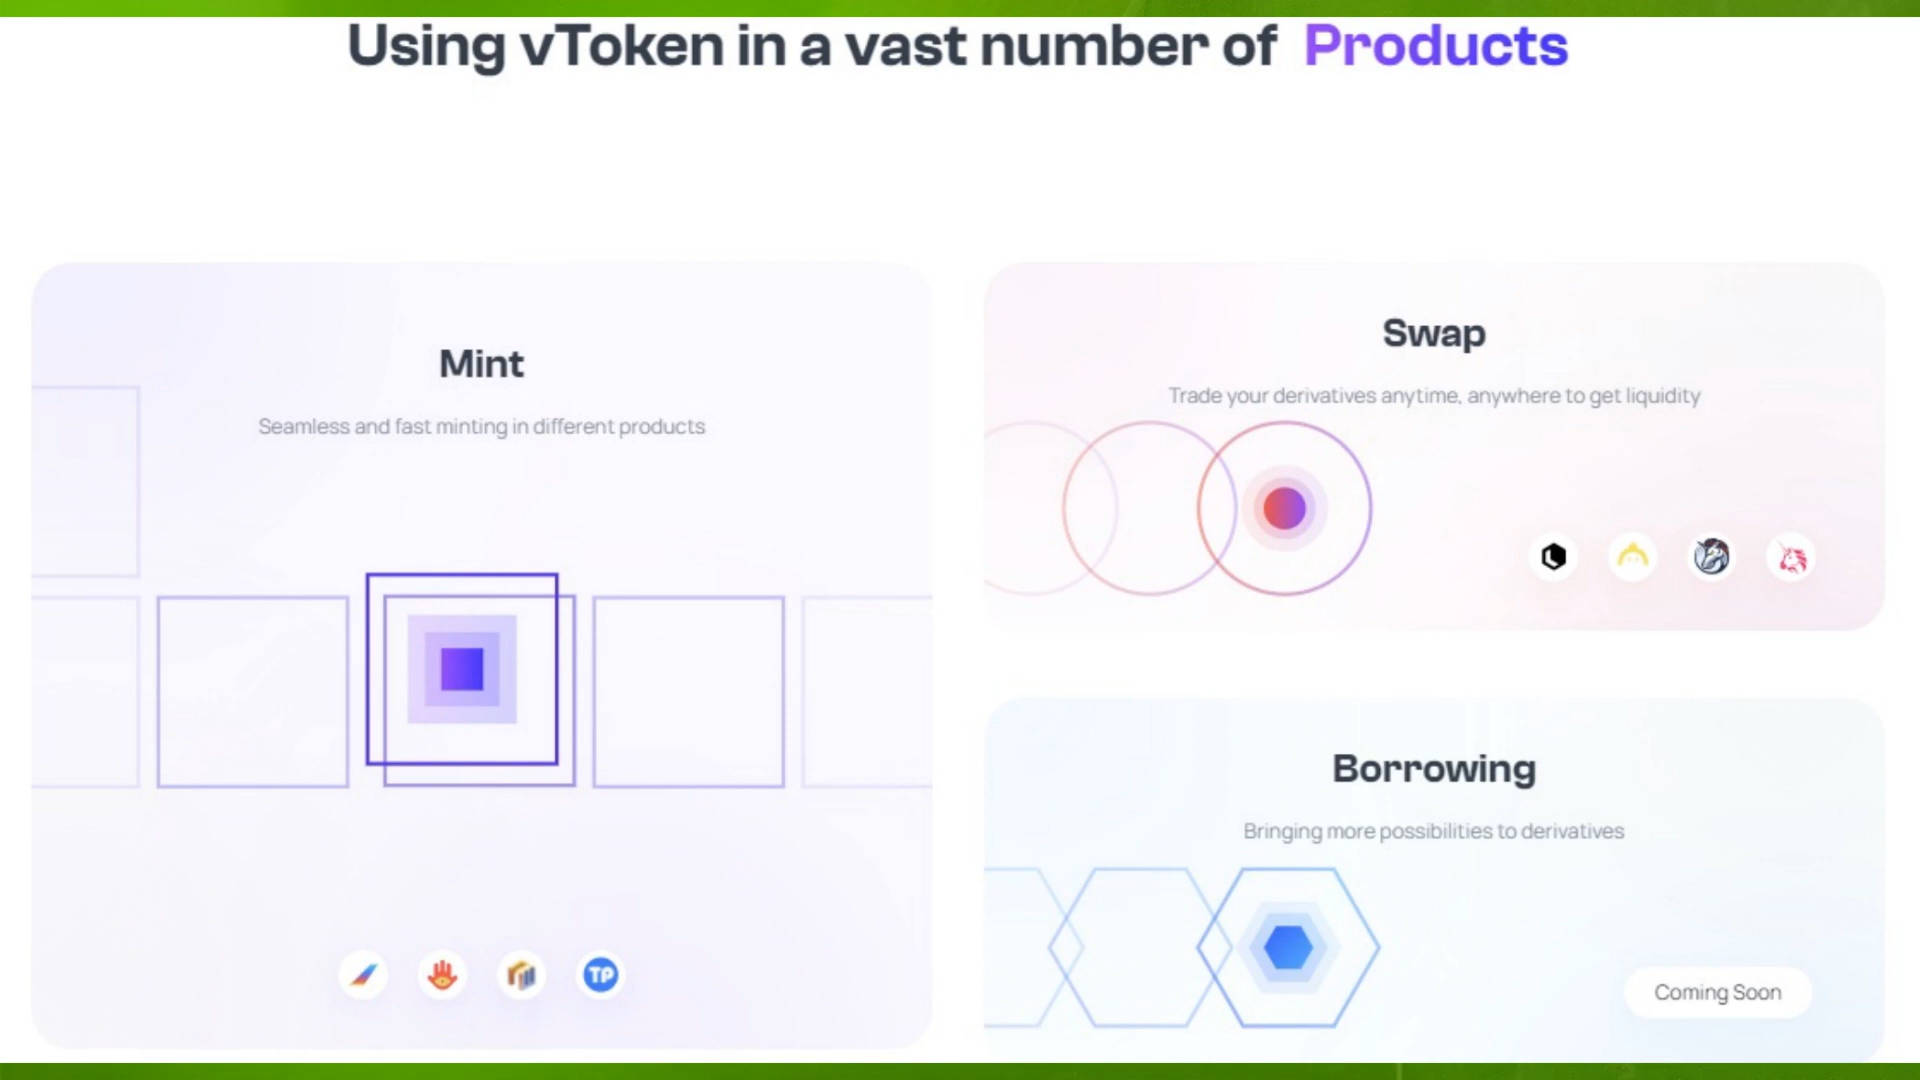 Using vToken in a vast number of Products
Mint
Seamless and fast minting in different products
TP
Swap
Trade your derivatives anytime, anywhere to get liquidity
Borrowing
Bringing more possibilities to derivatives
Coming Soon